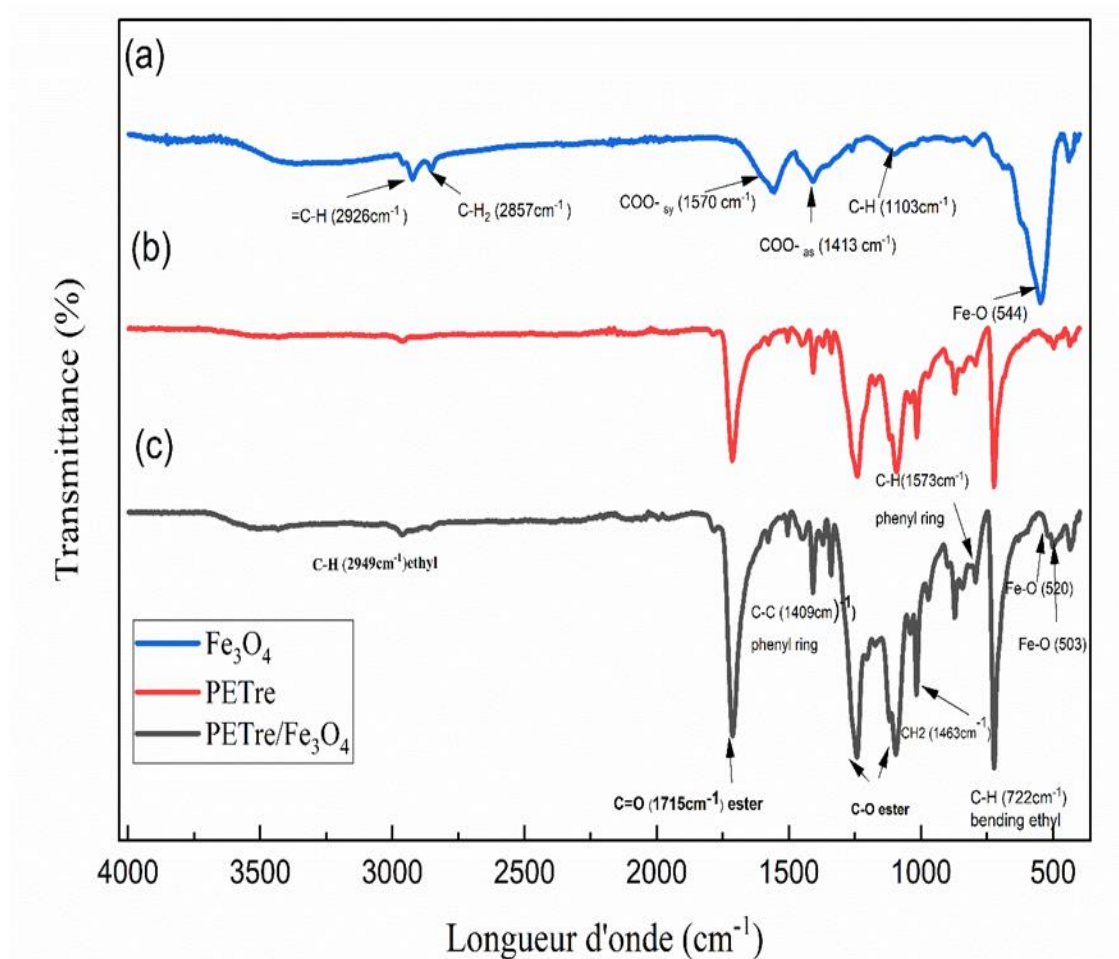 (a)
=C-H (2926cm⁻¹)
C-H₂ (2857cm⁻¹)
COO- sy (1570 cm⁻¹)
COO- as (1413 cm⁻¹)
C-H (1103cm⁻¹)
Fe-O (544)
(b)
(c)
C-H(1573cm⁻¹)
phenyl ring
C-H (2949cm⁻¹)ethyl
C-C (1409cm)⁻¹
phenyl ring
Fe-O (520)
Fe-O (503)
CH2 (1463cm⁻¹)
Fe₃O₄
PETre
PETre/Fe₃O₄
C=O (1715cm⁻¹) ester
C-O ester
C-H (722cm⁻¹)
bending ethyl
Transmittance (%)
4000 3500 3000 2500 2000 1500 1000 500
Longueur d'onde (cm⁻¹)